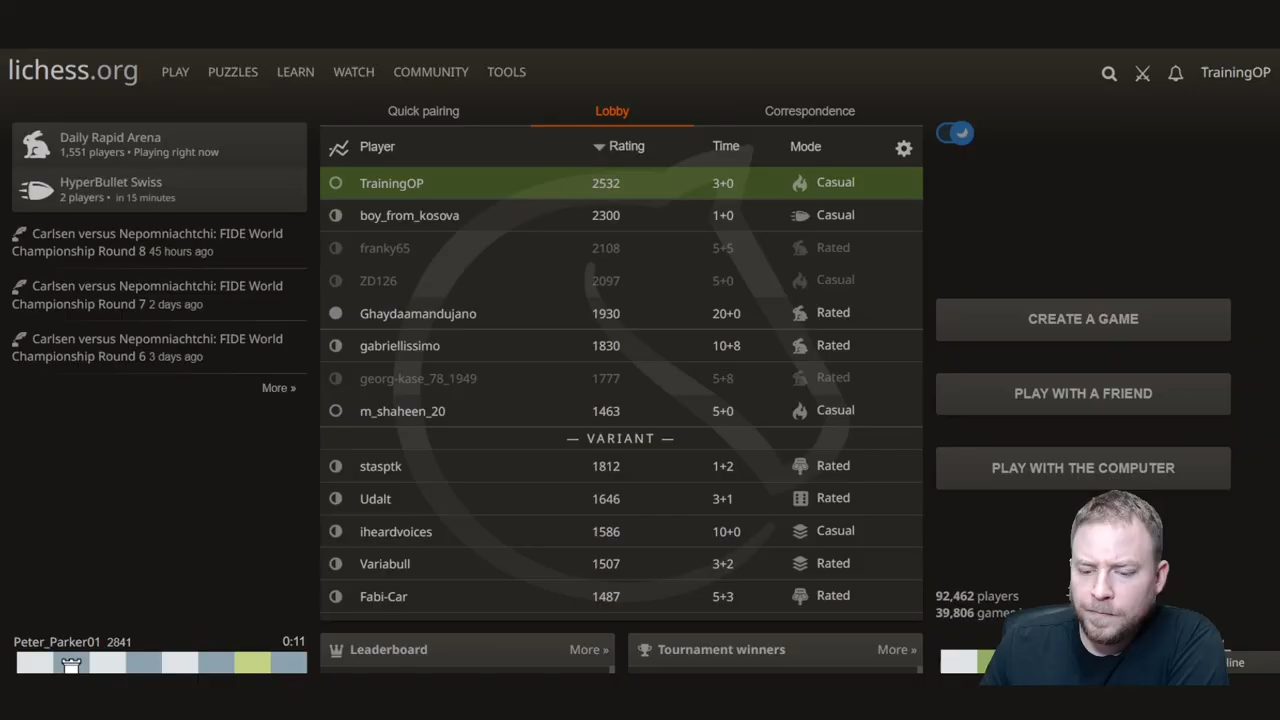 lichess.org PLAY PUZZLES LEARN WATCH COMMUNITY TOOLS TrainingOP
Quick pairing Lobby Correspondence
Daily Rapid Arena
1,551 players • Playing right now
HyperBullet Swiss
2 players • in 15 minutes
Carlsen versus Nepomniachtchi: FIDE World
Championship Round 8 45 hours ago
Carlsen versus Nepomniachtchi: FIDE World
Championship Round 7 2 days ago
Carlsen versus Nepomniachtchi: FIDE World
Championship Round 6 3 days ago
More »
Player Rating Time Mode
TrainingOP 2532 3+0 Casual
boy_from_kosova 2300 1+0 Casual
franky65 2108 5+5 Rated
ZD126 2097 5+0 Casual
Ghaydaamandujano 1930 20+0 Rated
gabriellissimo 1830 10+8 Rated
georg-kase_78_1949 1777 5+8 Rated
m_shaheen_20 1463 5+0 Casual
— VARIANT —
stasptk 1812 1+2 Rated
Udalt 1646 3+1 Rated
iheardvoices 1586 10+0 Casual
Variabull 1507 3+2 Rated
Fabi-Car 1487 5+3 Rated
CREATE A GAME
PLAY WITH A FRIEND
PLAY WITH THE COMPUTER
92,462 players
39,806 games
Peter_Parker01 2841 0:11
Leaderboard More »
Tournament winners More »
line